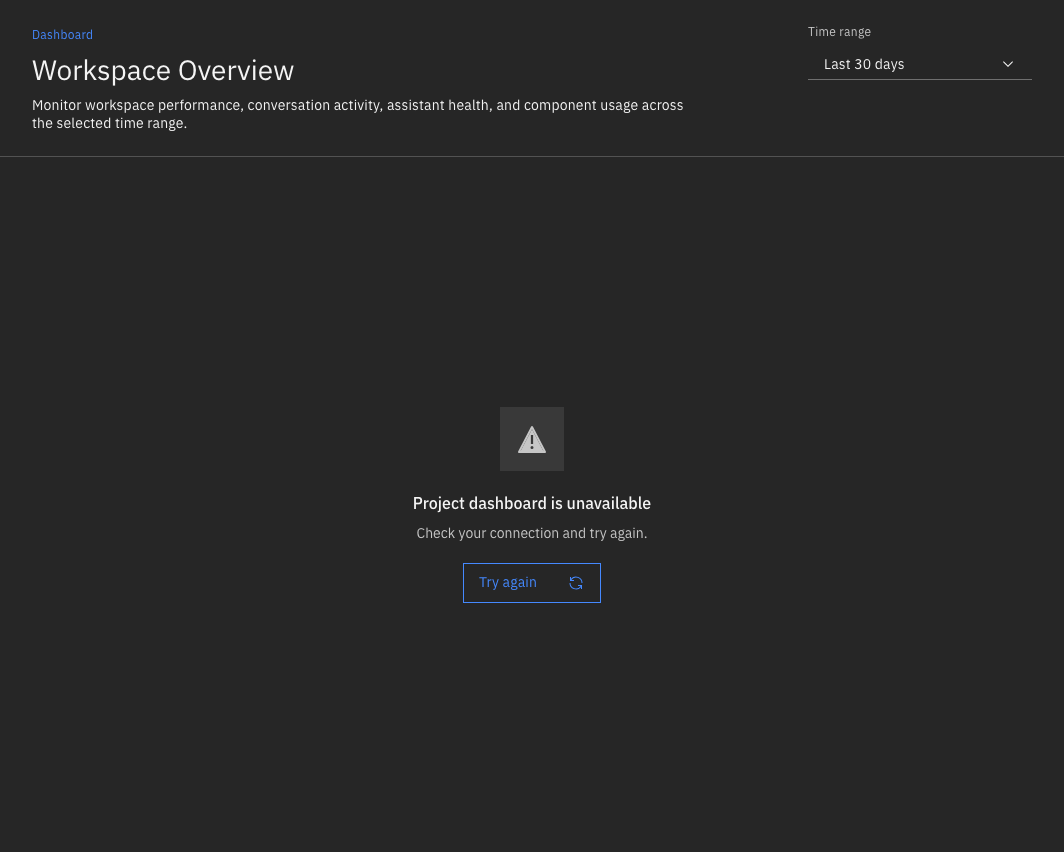 Dashboard
Workspace Overview
Monitor workspace performance, conversation activity, assistant health, and component usage across
the selected time range.
Time range
Last 30 days
Project dashboard is unavailable
Check your connection and try again.
Try again